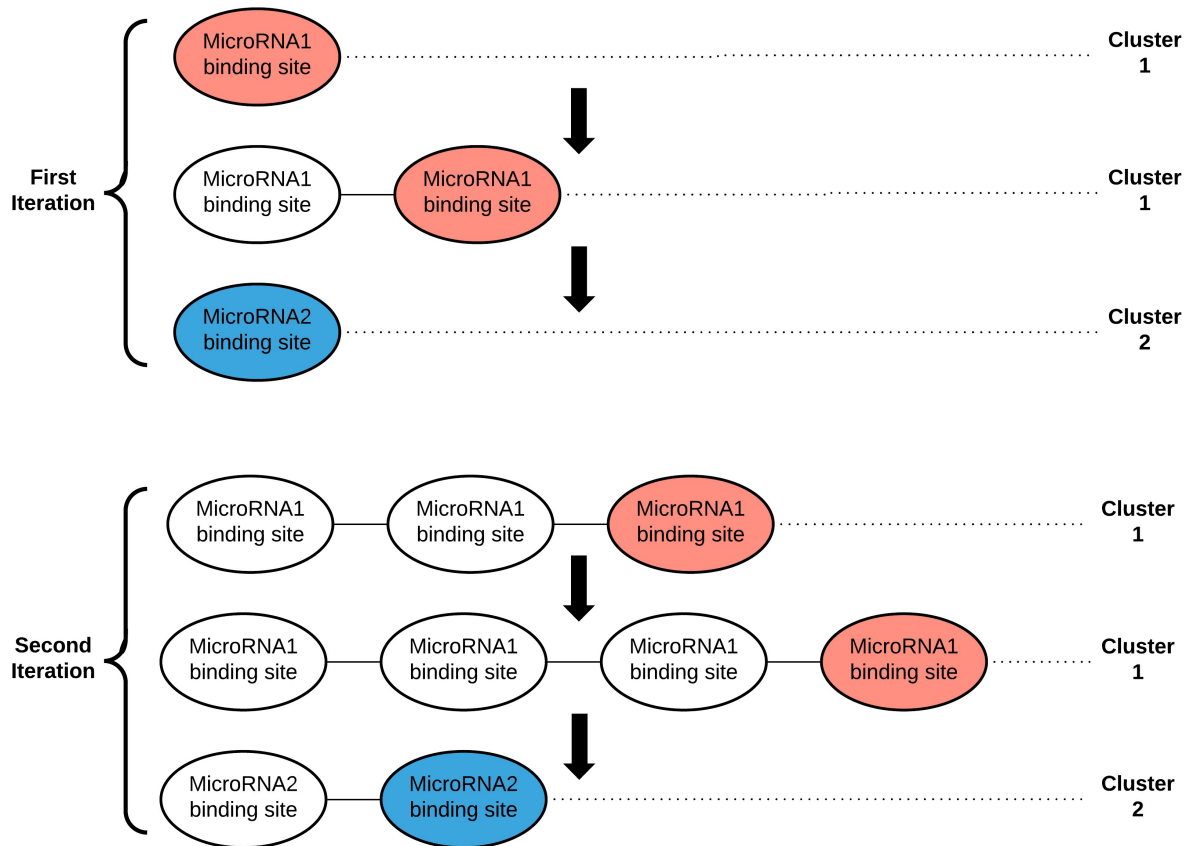 MicroRNA1
binding site
Cluster
1
First
Iteration
MicroRNA1
binding site
MicroRNA1
binding site
Cluster
1
MicroRNA2
binding site
Cluster
2
Second
Iteration
MicroRNA1
binding site
MicroRNA1
binding site
MicroRNA1
binding site
Cluster
1
MicroRNA1
binding site
MicroRNA1
binding site
MicroRNA1
binding site
MicroRNA1
binding site
Cluster
1
MicroRNA2
binding site
MicroRNA2
binding site
Cluster
2